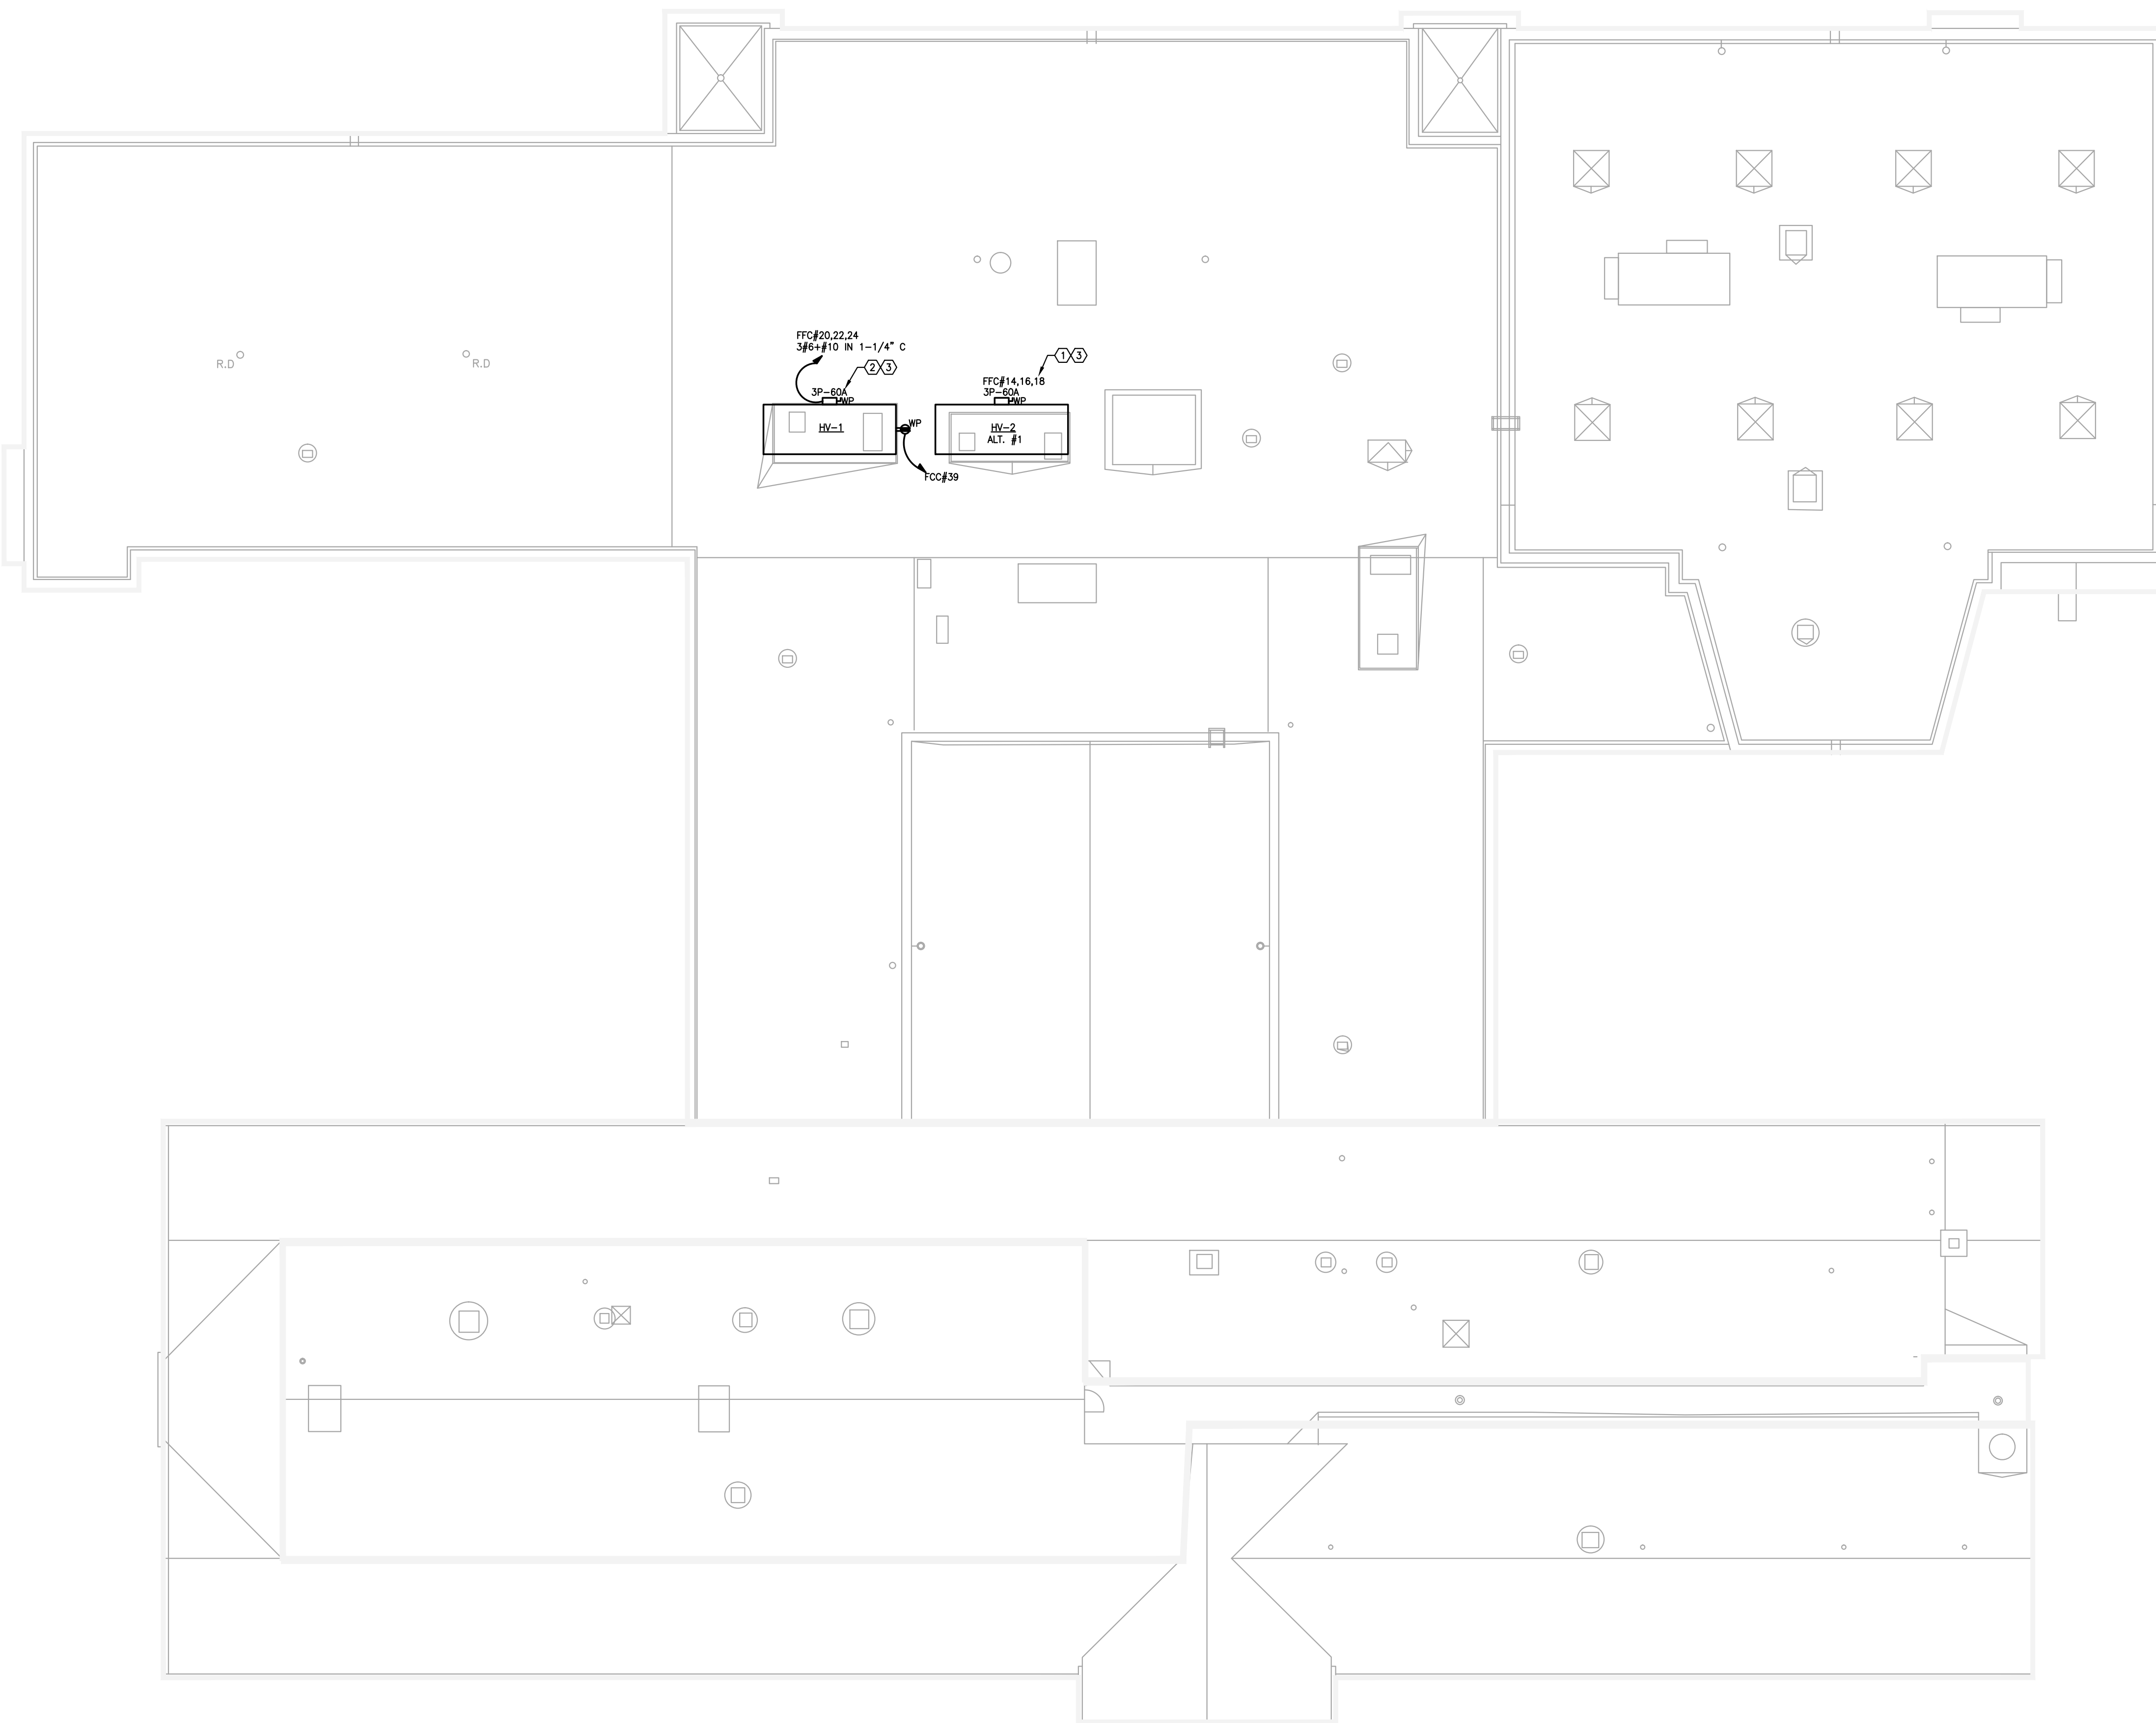 FFC#20,22,24
3#6+#10 IN 1-1/4" C
2 3
3P-60A
WP
HV-1
WP
FCC#39
1 3
FFC#14,16,18
3P-60A
WP
HV-2
ALT. #1
R.D
R.D